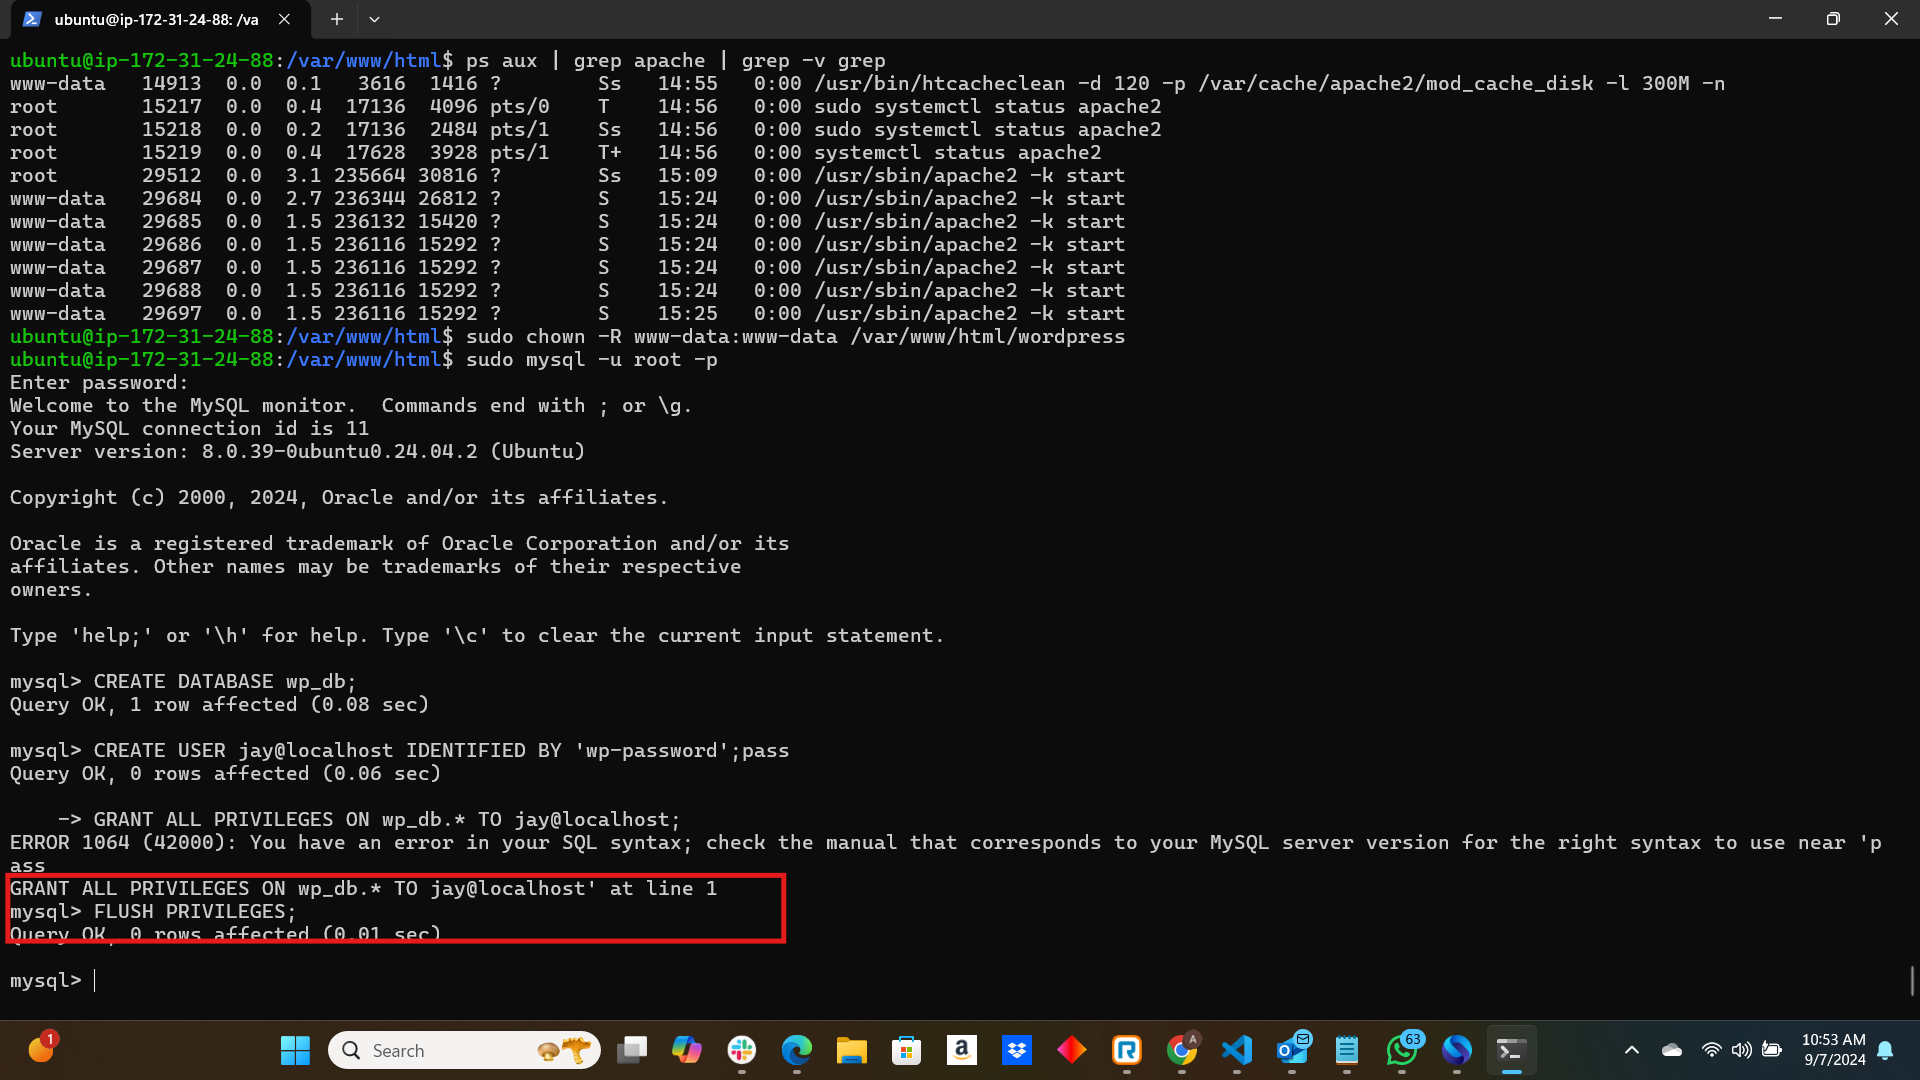 ubuntu@ip-172-31-24-88: /va
ubuntu@ip-172-31-24-88:/var/www/html$ ps aux | grep apache | grep -v grep
www-data   14913  0.0  0.1   3616  1416 ?        Ss   14:55   0:00 /usr/bin/htcacheclean -d 120 -p /var/cache/apache2/mod_cache_disk -l 300M -n
root       15217  0.0  0.4  17136  4096 pts/0    T    14:56   0:00 sudo systemctl status apache2
root       15218  0.0  0.2  17136  2484 pts/1    Ss   14:56   0:00 sudo systemctl status apache2
root       15219  0.0  0.4  17628  3928 pts/1    T+   14:56   0:00 systemctl status apache2
root       29512  0.0  3.1 235664 30816 ?        Ss   15:09   0:00 /usr/sbin/apache2 -k start
www-data   29684  0.0  2.7 236344 26812 ?        S    15:24   0:00 /usr/sbin/apache2 -k start
www-data   29685  0.0  1.5 236132 15420 ?        S    15:24   0:00 /usr/sbin/apache2 -k start
www-data   29686  0.0  1.5 236116 15292 ?        S    15:24   0:00 /usr/sbin/apache2 -k start
www-data   29687  0.0  1.5 236116 15292 ?        S    15:24   0:00 /usr/sbin/apache2 -k start
www-data   29688  0.0  1.5 236116 15292 ?        S    15:24   0:00 /usr/sbin/apache2 -k start
www-data   29697  0.0  1.5 236116 15292 ?        S    15:25   0:00 /usr/sbin/apache2 -k start
ubuntu@ip-172-31-24-88:/var/www/html$ sudo chown -R www-data:www-data /var/www/html/wordpress
ubuntu@ip-172-31-24-88:/var/www/html$ sudo mysql -u root -p
Enter password:
Welcome to the MySQL monitor.  Commands end with ; or \g.
Your MySQL connection id is 11
Server version: 8.0.39-0ubuntu0.24.04.2 (Ubuntu)
Copyright (c) 2000, 2024, Oracle and/or its affiliates.
Oracle is a registered trademark of Oracle Corporation and/or its
affiliates. Other names may be trademarks of their respective
owners.
Type 'help;' or '\h' for help. Type '\c' to clear the current input statement.
mysql> CREATE DATABASE wp_db;
Query OK, 1 row affected (0.08 sec)
mysql> CREATE USER jay@localhost IDENTIFIED BY 'wp-password';pass
Query OK, 0 rows affected (0.06 sec)
    -> GRANT ALL PRIVILEGES ON wp_db.* TO jay@localhost;
ERROR 1064 (42000): You have an error in your SQL syntax; check the manual that corresponds to your MySQL server version for the right syntax to use near 'p
ass
GRANT ALL PRIVILEGES ON wp_db.* TO jay@localhost' at line 1
mysql> FLUSH PRIVILEGES;
Query OK, 0 rows affected (0.01 sec)
mysql>
1
Search
A
63
10:53 AM
9/7/2024